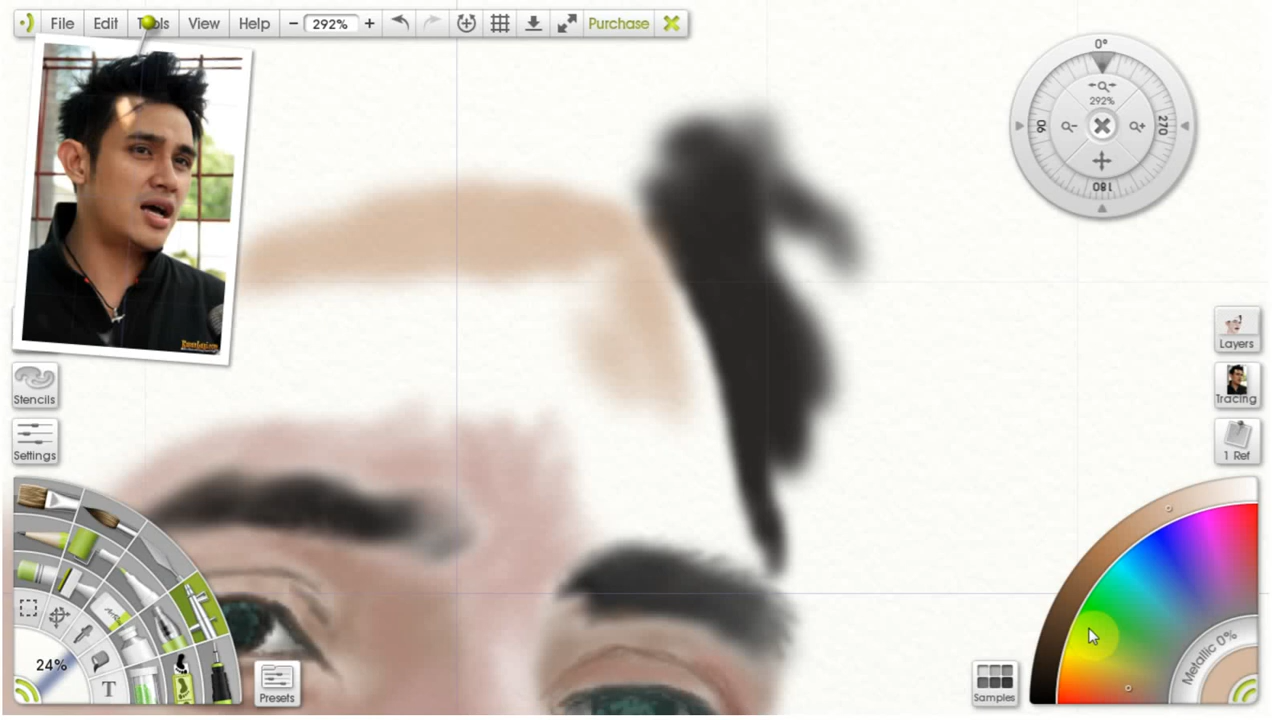 File Edit Tools View Help − 292% + Purchase
0°
292%
90
270
180
Layers
Tracing
1 Ref
Stencils
Settings
24%
T
Presets
Samples
Metallic 0%